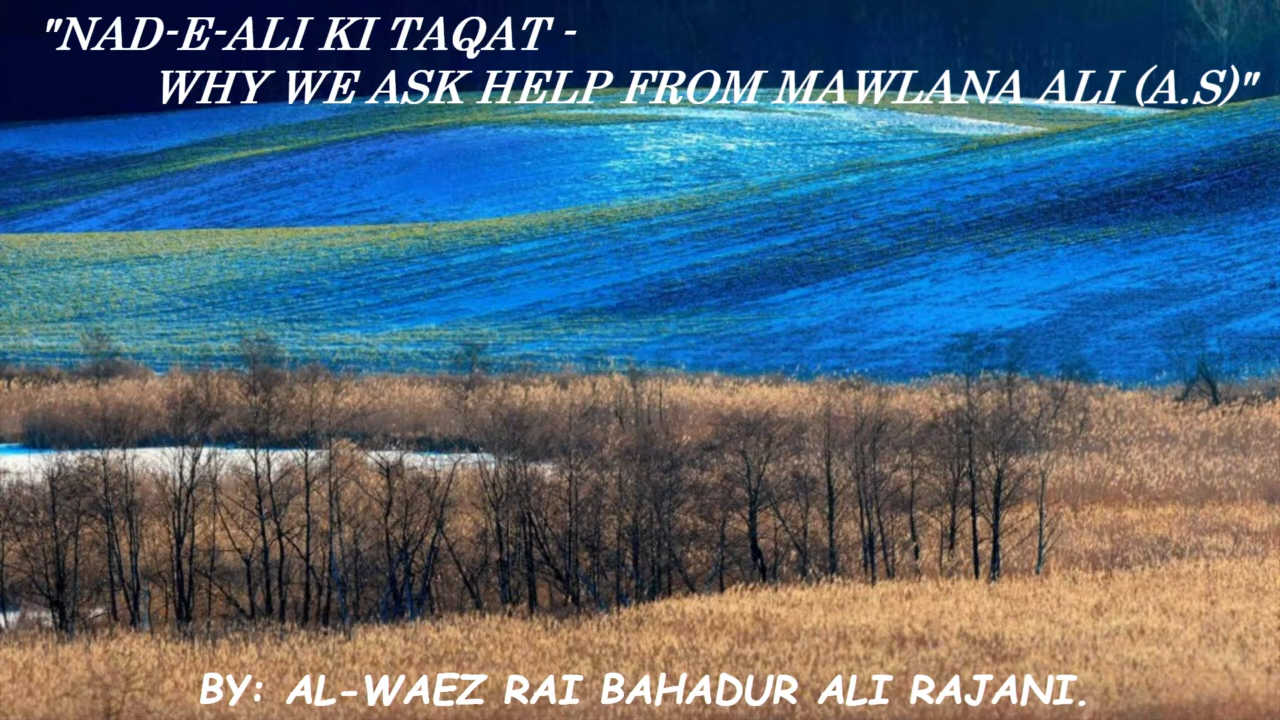 "NAD-E-ALI KI TAQAT -
WHY WE ASK HELP FROM MAWLANA ALI (A.S)"
BY: AL-WAEZ RAI BAHADUR ALI RAJANI.